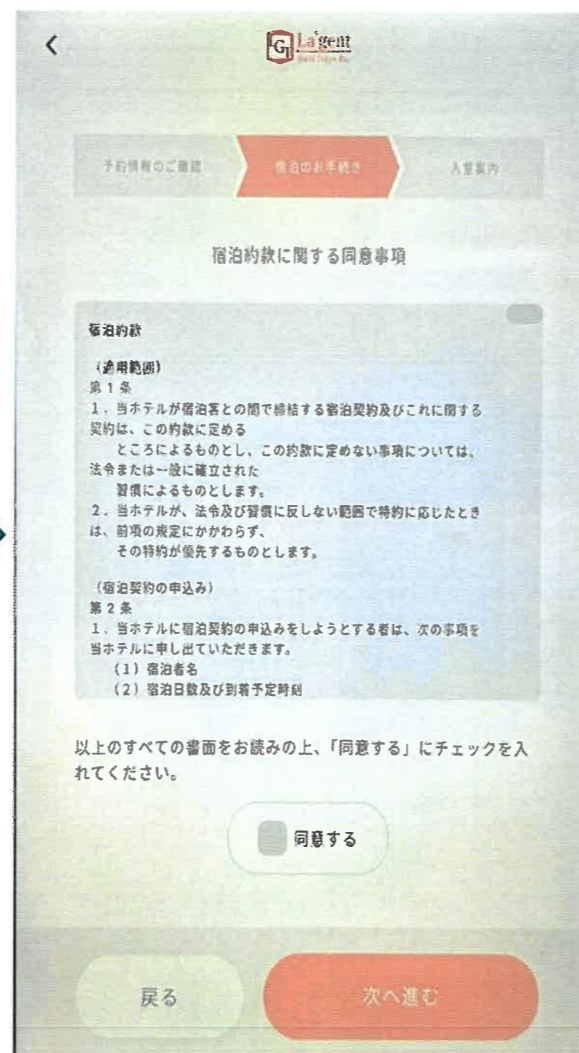 La'gent
Hotel Tokyo Bay
予約情報のご確認
宿泊のお手続き
入室案内
宿泊約款に関する同意事項
宿泊約款
(適用範囲)
第1条
1.当ホテルが宿泊客との間で締結する宿泊契約及びこれに関する
契約は、この約款に定める
ところによるものとし、この約款に定めない事項については、
法令または一般に確立された
習慣によるものとします。
2.当ホテルが、法令及び習慣に反しない範囲で特約に応じたとき
は、前項の規定にかかわらず、
その特約が優先するものとします。
(宿泊契約の申込み)
第2条
1.当ホテルに宿泊契約の申込みをしようとする者は、次の事項を
当ホテルに申し出ていただきます。
(1)宿泊者名
(2)宿泊日数及び到着予定時刻
以上のすべての書面をお読みの上、「同意する」にチェックを入
れてください。
同意する
戻る
次へ進む